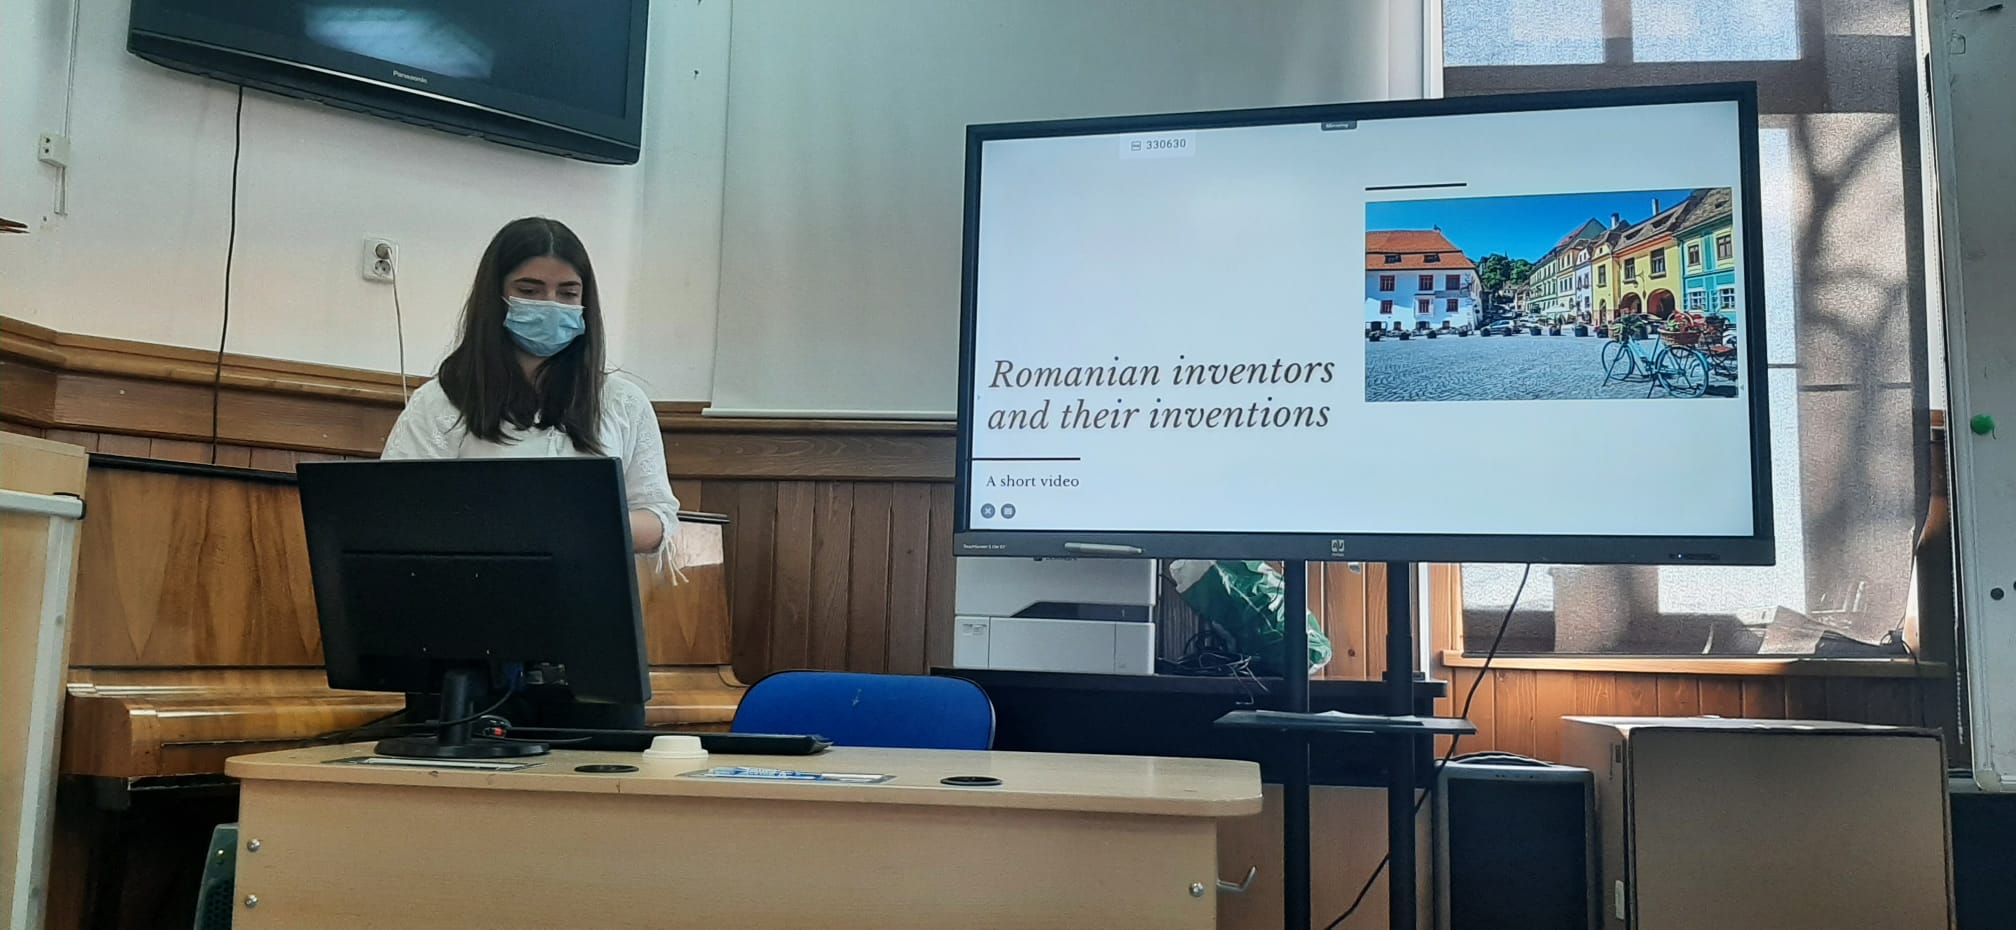 Panasonic
330630
Romanian inventors
and their inventions
A short video